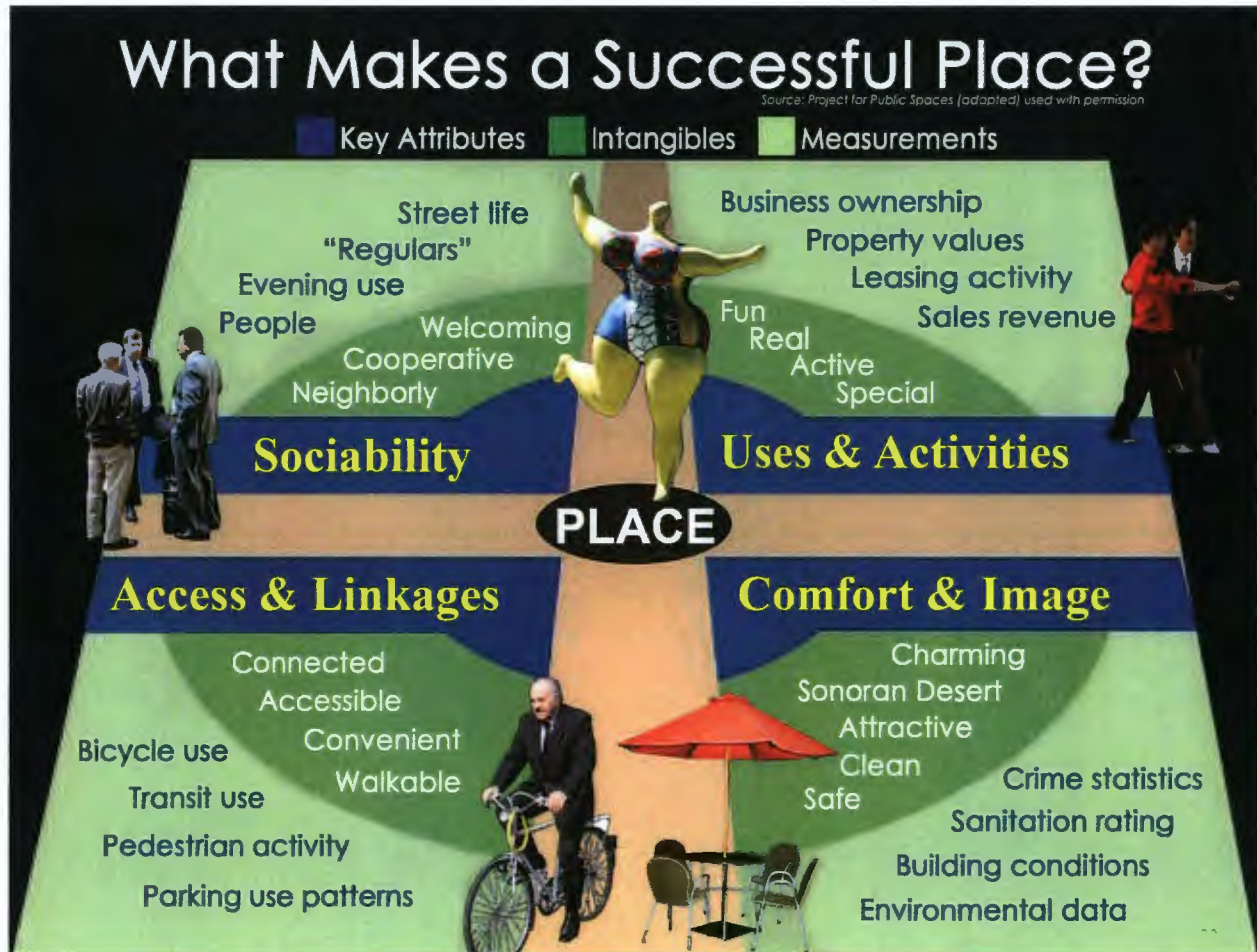 What Makes a Successful Place?
Source: Project for Public Spaces (adapted) used with permission
Key Attributes
Intangibles
Measurements
Street life
"Regulars"
Evening use
People
Welcoming
Cooperative
Neighborly
Sociability
Business ownership
Property values
Leasing activity
Sales revenue
Fun
Real
Active
Special
Uses & Activities
PLACE
Access & Linkages
Connected
Accessible
Convenient
Walkable
Bicycle use
Transit use
Pedestrian activity
Parking use patterns
Comfort & Image
Charming
Sonoran Desert
Attractive
Clean
Safe
Crime statistics
Sanitation rating
Building conditions
Environmental data